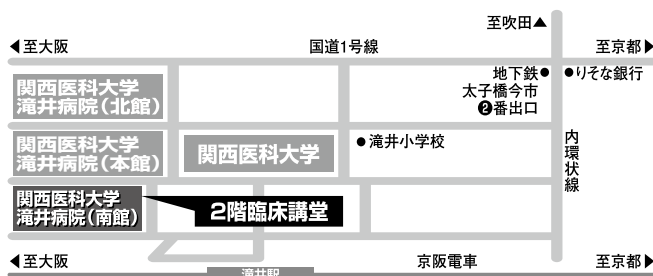 至吹田▲
◀至大阪
国道1号線
至京都▶
関西医科大学
滝井病院(北館)
地下鉄●
太子橋今市
❷番出口
●りそな銀行
関西医科大学
滝井病院(本館)
関西医科大学
●滝井小学校
内環状線
関西医科大学
滝井病院(南館)
2階臨床講堂
◀至大阪
京阪電車
至京都▶
滝井駅